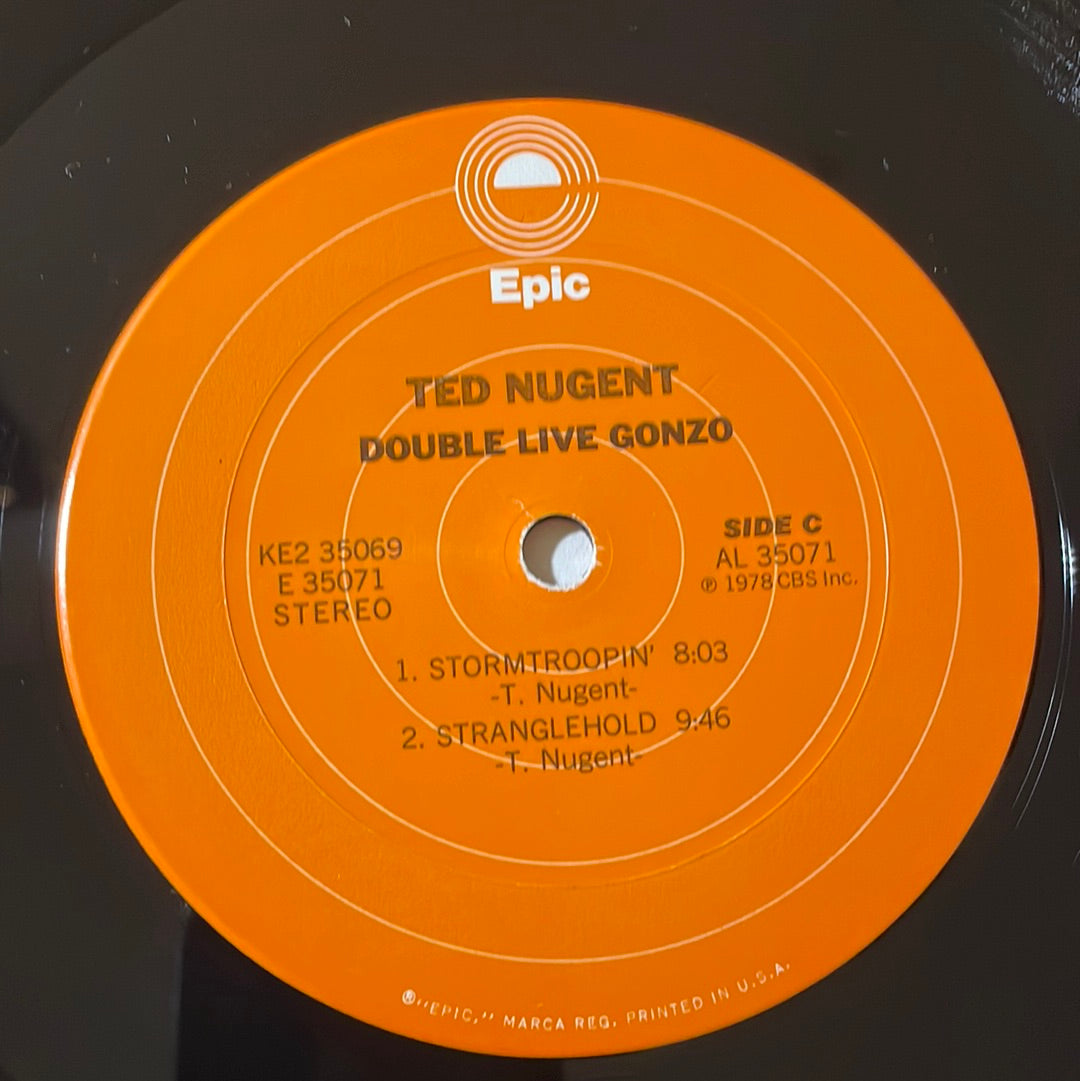 Epic
TED NUGENT
DOUBLE LIVE GONZO
KE2 35069
E 35071
STEREO
SIDE C
AL 35071
℗ 1978 CBS Inc.
1. STORMTROOPIN' 8:03
-T. Nugent-
2. STRANGLEHOLD 9:46
-T. Nugent-
®"EPIC," MARCA REG. PRINTED IN U.S.A.